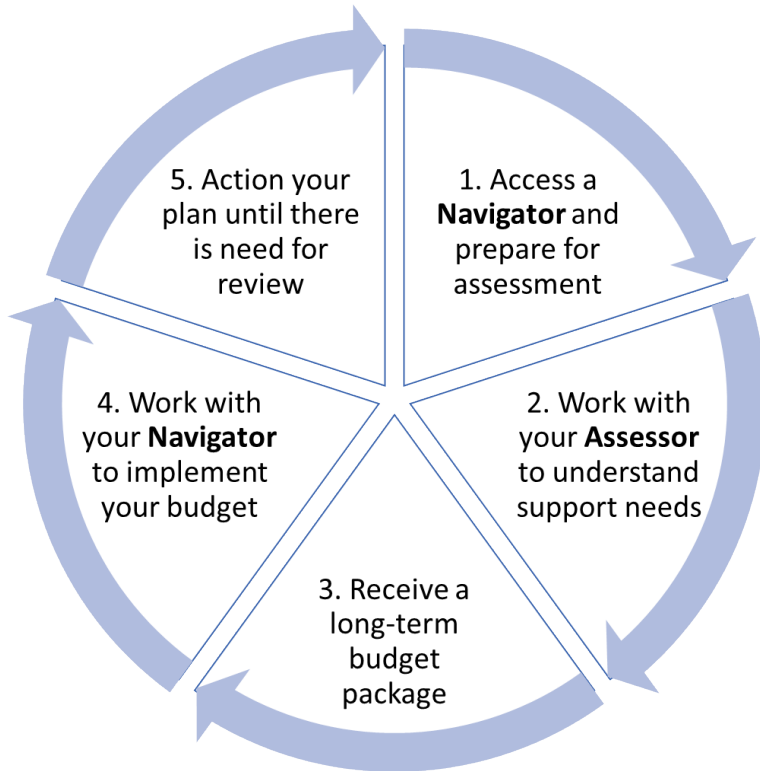 1. Access a
Navigator and
prepare for
assessment
2. Work with
your Assessor
to understand
support needs
3. Receive a
long-term
budget
package
4. Work with
your Navigator
to implement
your budget
5. Action your
plan until there
is need for
review